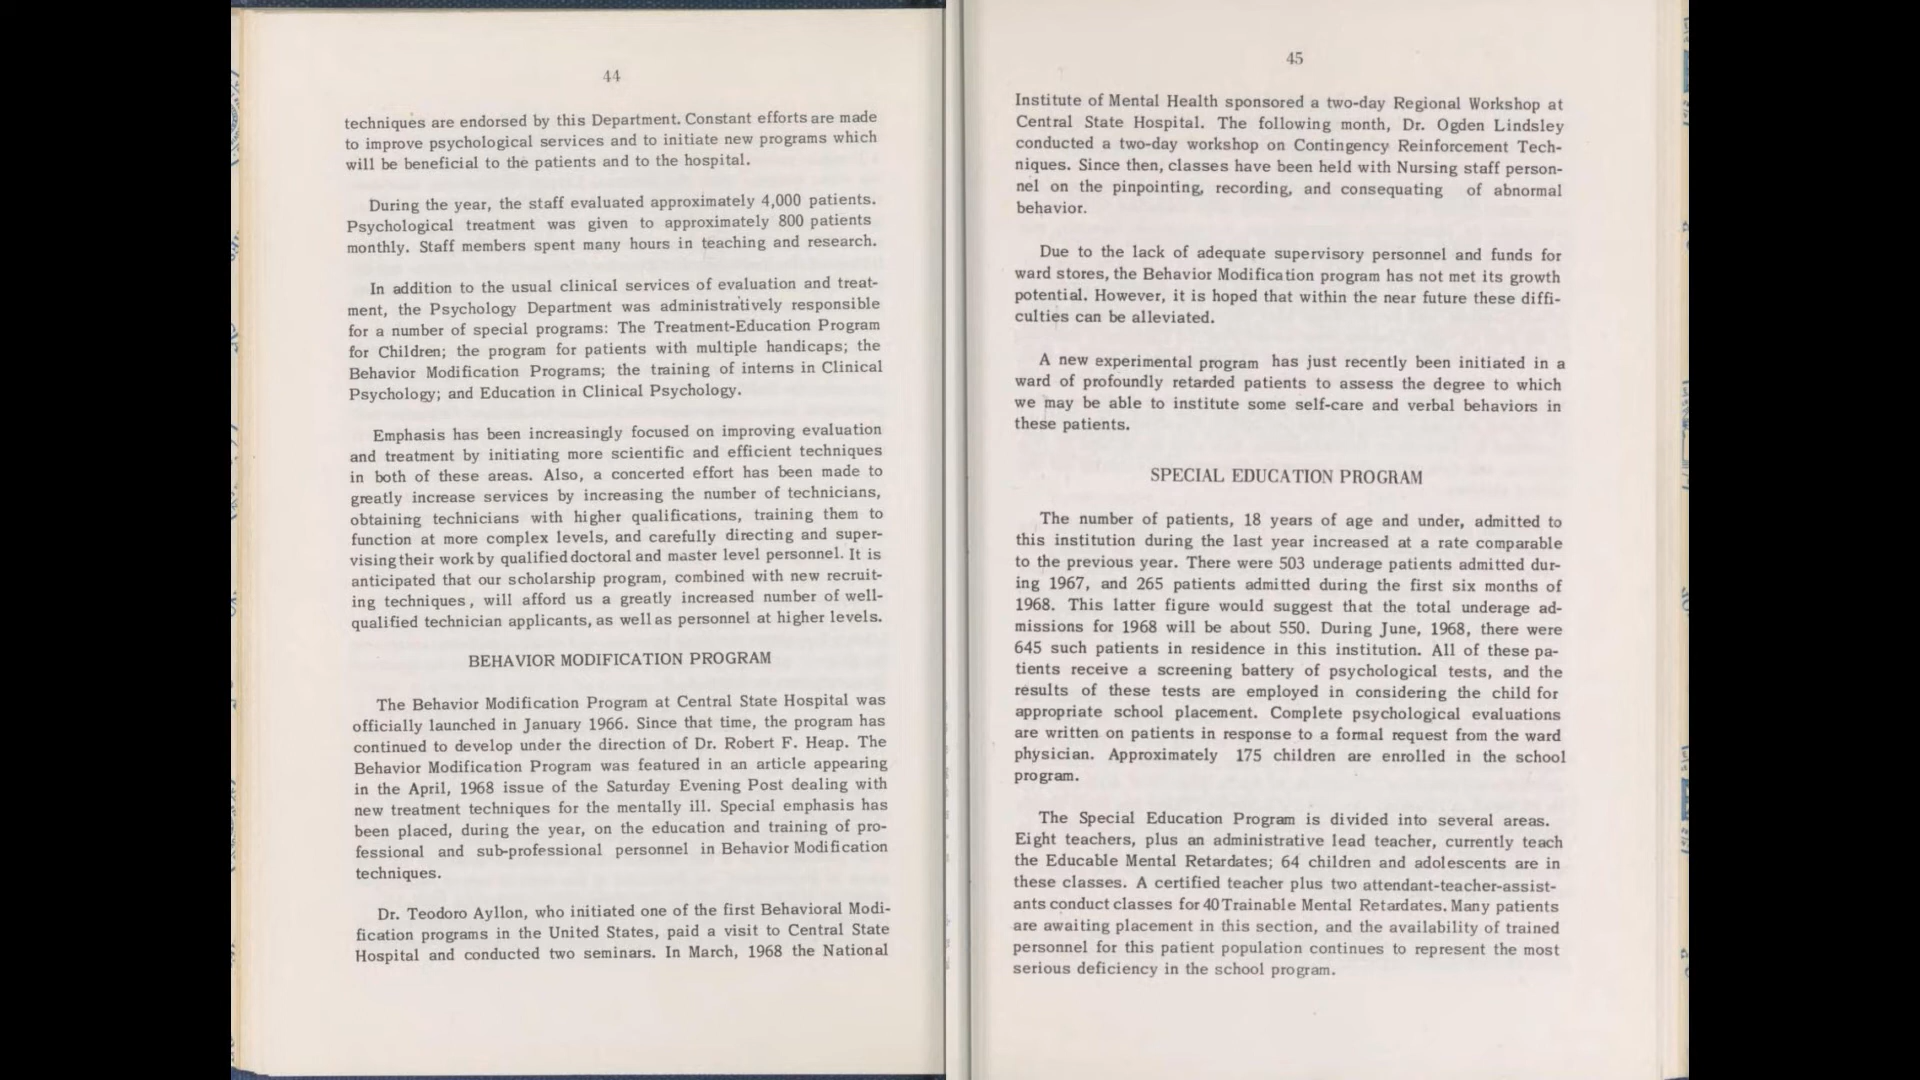 44
techniques are endorsed by this Department. Constant efforts are made
to improve psychological services and to initiate new programs which
will be beneficial to the patients and to the hospital.
During the year, the staff evaluated approximately 4,000 patients.
Psychological treatment was given to approximately 800 patients
monthly. Staff members spent many hours in teaching and research.
In addition to the usual clinical services of evaluation and treat-
ment, the Psychology Department was administratively responsible
for a number of special programs: The Treatment-Education Program
for Children; the program for patients with multiple handicaps; the
Behavior Modification Programs; the training of interns in Clinical
Psychology; and Education in Clinical Psychology.
Emphasis has been increasingly focused on improving evaluation
and treatment by initiating more scientific and efficient techniques
in both of these areas. Also, a concerted effort has been made to
greatly increase services by increasing the number of technicians,
obtaining technicians with higher qualifications, training them to
function at more complex levels, and carefully directing and super-
vising their work by qualified doctoral and master level personnel. It is
anticipated that our scholarship program, combined with new recruit-
ing techniques, will afford us a greatly increased number of well-
qualified technician applicants, as well as personnel at higher levels.
BEHAVIOR MODIFICATION PROGRAM
The Behavior Modification Program at Central State Hospital was
officially launched in January 1966. Since that time, the program has
continued to develop under the direction of Dr. Robert F. Heap. The
Behavior Modification Program was featured in an article appearing
in the April, 1968 issue of the Saturday Evening Post dealing with
new treatment techniques for the mentally ill. Special emphasis has
been placed, during the year, on the education and training of pro-
fessional and sub-professional personnel in Behavior Modification
techniques.
Dr. Teodoro Ayllon, who initiated one of the first Behavioral Modi-
fication programs in the United States, paid a visit to Central State
Hospital and conducted two seminars. In March, 1968 the National
45
Institute of Mental Health sponsored a two-day Regional Workshop at
Central State Hospital. The following month, Dr. Ogden Lindsley
conducted a two-day workshop on Contingency Reinforcement Tech-
niques. Since then, classes have been held with Nursing staff person-
nel on the pinpointing, recording, and consequating of abnormal
behavior.
Due to the lack of adequate supervisory personnel and funds for
ward stores, the Behavior Modification program has not met its growth
potential. However, it is hoped that within the near future these diffi-
culties can be alleviated.
A new experimental program has just recently been initiated in a
ward of profoundly retarded patients to assess the degree to which
we may be able to institute some self-care and verbal behaviors in
these patients.
SPECIAL EDUCATION PROGRAM
The number of patients, 18 years of age and under, admitted to
this institution during the last year increased at a rate comparable
to the previous year. There were 503 underage patients admitted dur-
ing 1967, and 265 patients admitted during the first six months of
1968. This latter figure would suggest that the total underage ad-
missions for 1968 will be about 550. During June, 1968, there were
645 such patients in residence in this institution. All of these pa-
tients receive a screening battery of psychological tests, and the
results of these tests are employed in considering the child for
appropriate school placement. Complete psychological evaluations
are written on patients in response to a formal request from the ward
physician. Approximately 175 children are enrolled in the school
program.
The Special Education Program is divided into several areas.
Eight teachers, plus an administrative lead teacher, currently teach
the Educable Mental Retardates; 64 children and adolescents are in
these classes. A certified teacher plus two attendant-teacher-assist-
ants conduct classes for 40 Trainable Mental Retardates. Many patients
are awaiting placement in this section, and the availability of trained
personnel for this patient population continues to represent the most
serious deficiency in the school program.